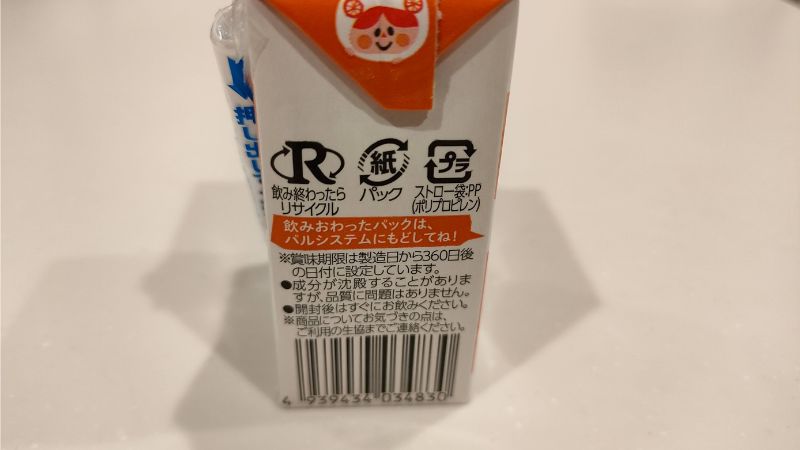 押し出して
R
紙
プラ
飲み終わったら
リサイクル
パック
ストロー袋:PP
(ポリプロピレン)
飲みおわったパックは、
パルシステムにもどしてね!
※賞味期限は製造日から360日後
の日付に設定しています。
●成分が沈殿することがありま
すが、品質に問題はありません。
●開封後はすぐにお飲みください。
※商品についてお気づきの点は、
ご利用の生協までご連絡ください。
4 939434 034830